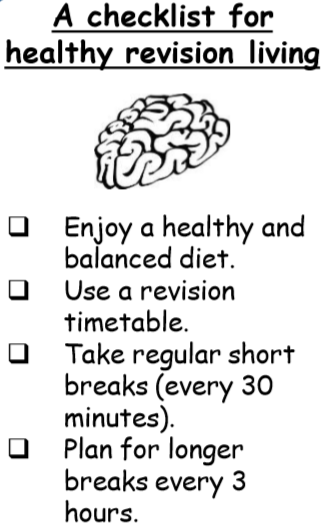 A checklist for
healthy revision living
❑ Enjoy a healthy and
balanced diet.
❑ Use a revision
timetable.
❑ Take regular short
breaks (every 30
minutes).
❑ Plan for longer
breaks every 3
hours.